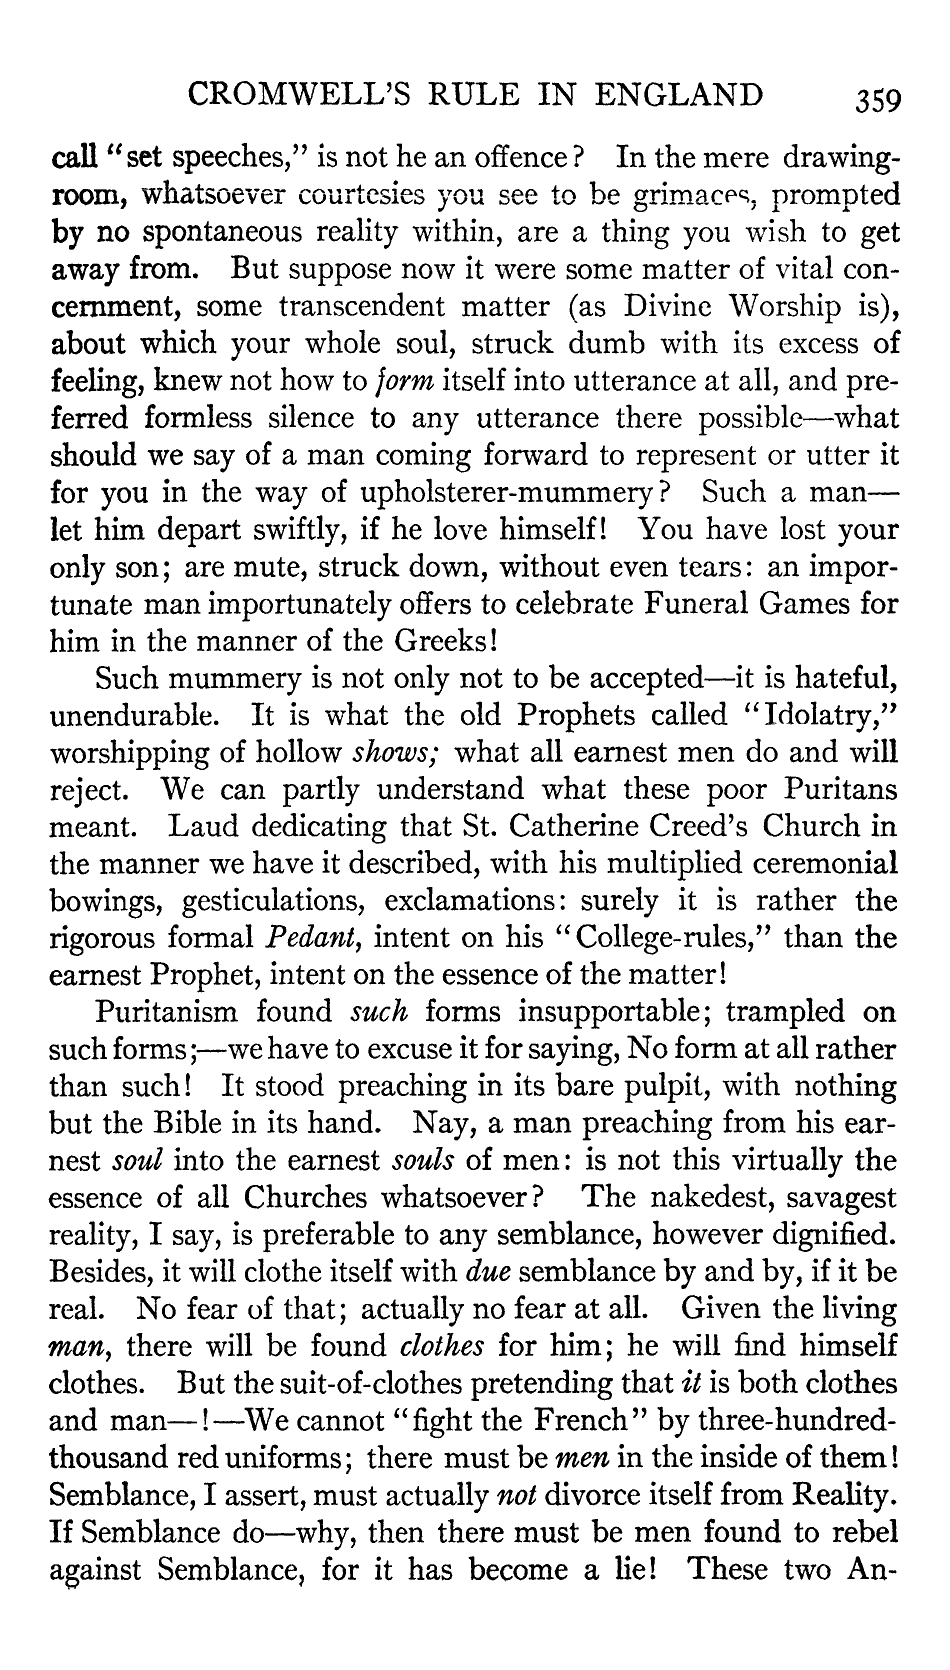 CROMWELL'S RULE IN ENGLAND 359
call "set speeches," is not he an offence? In the mere drawing-
room, whatsoever courtesies you see to be grimaces, prompted
by no spontaneous reality within, are a thing you wish to get
away from. But suppose now it were some matter of vital con-
cernment, some transcendent matter (as Divine Worship is),
about which your whole soul, struck dumb with its excess of
feeling, knew not how to form itself into utterance at all, and pre-
ferred formless silence to any utterance there possible—what
should we say of a man coming forward to represent or utter it
for you in the way of upholsterer-mummery? Such a man—
let him depart swiftly, if he love himself! You have lost your
only son; are mute, struck down, without even tears: an impor-
tunate man importunately offers to celebrate Funeral Games for
him in the manner of the Greeks!
Such mummery is not only not to be accepted—it is hateful,
unendurable. It is what the old Prophets called "Idolatry,"
worshipping of hollow shows; what all earnest men do and will
reject. We can partly understand what these poor Puritans
meant. Laud dedicating that St. Catherine Creed's Church in
the manner we have it described, with his multiplied ceremonial
bowings, gesticulations, exclamations: surely it is rather the
rigorous formal Pedant, intent on his "College-rules," than the
earnest Prophet, intent on the essence of the matter!
Puritanism found such forms insupportable; trampled on
such forms;—we have to excuse it for saying, No form at all rather
than such! It stood preaching in its bare pulpit, with nothing
but the Bible in its hand. Nay, a man preaching from his ear-
nest soul into the earnest souls of men: is not this virtually the
essence of all Churches whatsoever? The nakedest, savagest
reality, I say, is preferable to any semblance, however dignified.
Besides, it will clothe itself with due semblance by and by, if it be
real. No fear of that; actually no fear at all. Given the living
man, there will be found clothes for him; he will find himself
clothes. But the suit-of-clothes pretending that it is both clothes
and man—!—We cannot "fight the French" by three-hundred-
thousand red uniforms; there must be men in the inside of them!
Semblance, I assert, must actually not divorce itself from Reality.
If Semblance do—why, then there must be men found to rebel
against Semblance, for it has become a lie! These two An-